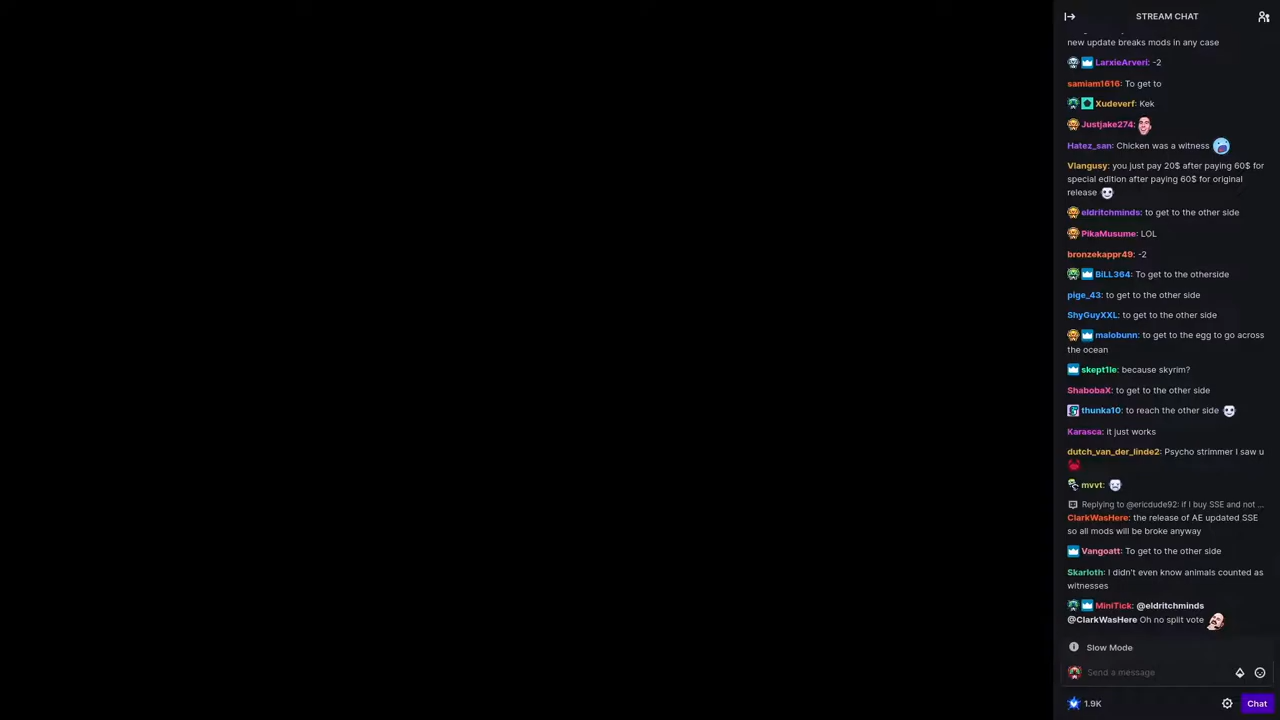 STREAM CHAT
new update breaks mods in any case
LarxieArveri: -2
samiam1616: To get to
Xudeverf: Kek
Justjake274:
Hatez_san: Chicken was a witness
Vlangusy: you just pay 20$ after paying 60$ for
special edition after paying 60$ for original
release
eldritchminds: to get to the other side
PikaMusume: LOL
bronzekappr49: -2
BiLL364: To get to the otherside
pige_43: to get to the other side
ShyGuyXXL: to get to the other side
malobunn: to get to the egg to go across
the ocean
skept1le: because skyrim?
ShabobaX: to get to the other side
thunka10: to reach the other side
Karasca: it just works
dutch_van_der_linde2: Psycho strimmer I saw u
mvvt:
Replying to @ericdude92: if I buy SSE and not ...
ClarkWasHere: the release of AE updated SSE
so all mods will be broke anyway
Vangoatt: To get to the other side
Skarloth: I didn't even know animals counted as
witnesses
MiniTick: @eldritchminds
@ClarkWasHere Oh no split vote
Slow Mode
Send a message
1.9K
Chat